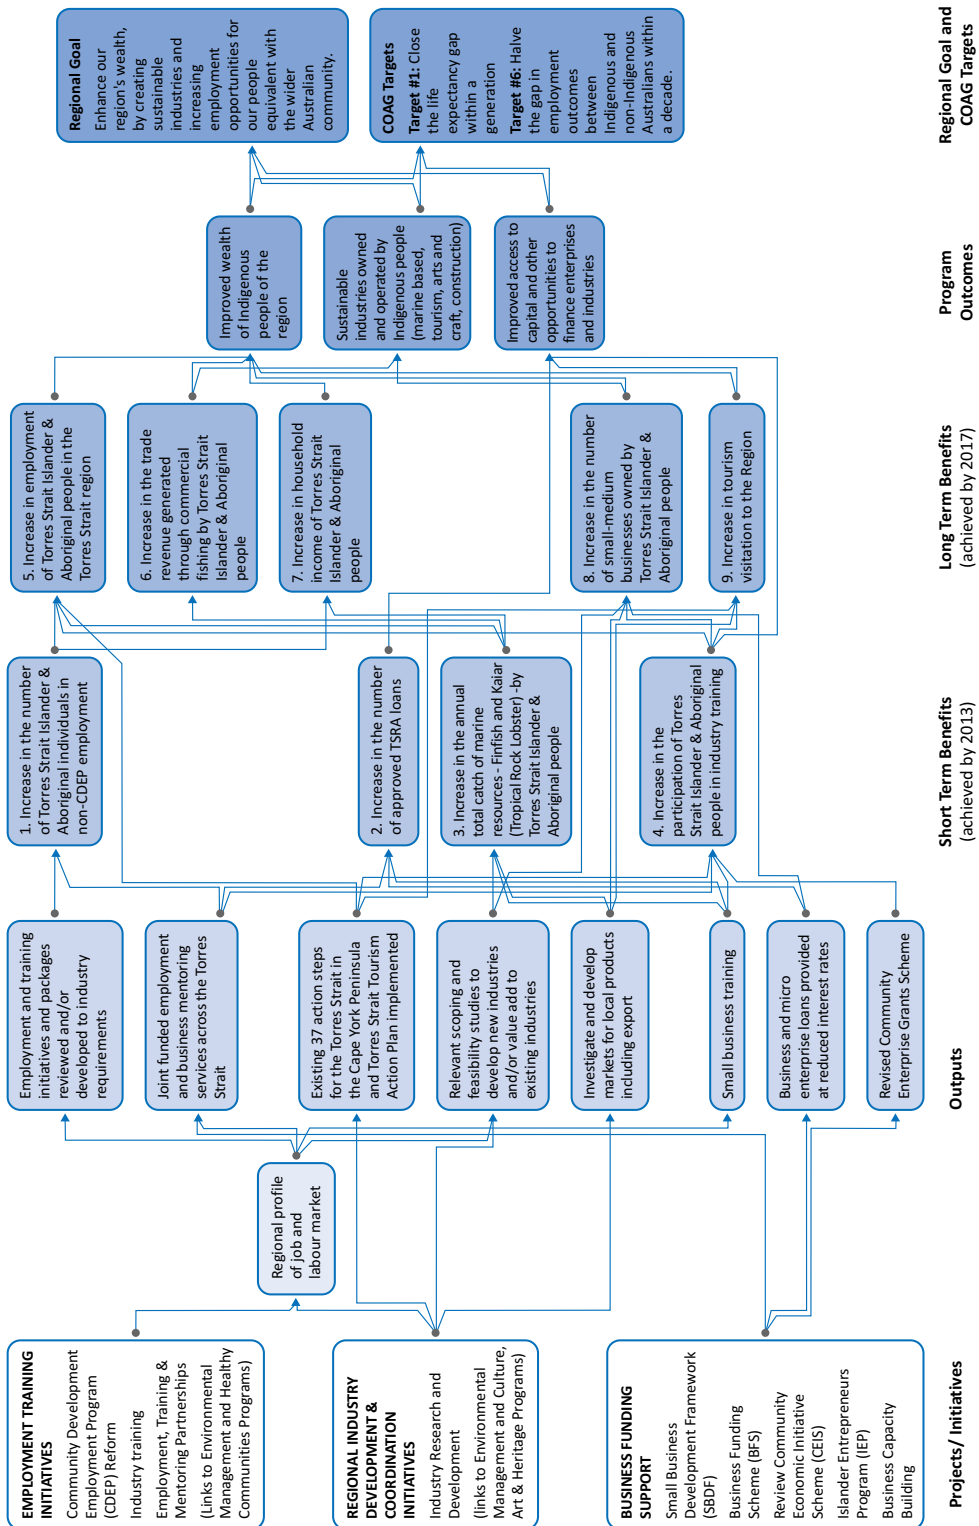 EMPLOYMENT TRAINING
INITIATIVES
Community Development
Employment Program
(CDEP) Reform
Industry training
Employment, Training &
Mentoring Partnerships
(Links to Environmental
Management and Healthy
Communities Programs)
REGIONAL INDUSTRY
DEVELOPMENT &
COORDINATION
INITIATIVES
Industry Research and
Development
(links to Environmental
Management and Culture,
Art & Heritage Programs)
BUSINESS FUNDING
SUPPORT
Small Business
Development Framework
(SBDF)
Business Funding
Scheme (BFS)
Review Community
Economic Initiative
Scheme (CEIS)
Islander Entrepreneurs
Program (IEP)
Business Capacity
Building
Projects/ Initiatives
Regional profile
of job and
labour market
Employment and training
initiatives and packages
reviewed and/or
developed to industry
requirements
Joint funded employment
and business mentoring
services across the Torres
Strait
Existing 37 action steps
for the Torres Strait in
the Cape York Peninsula
and Torres Strait Tourism
Action Plan implemented
Relevant scoping and
feasibility studies to
develop new industries
and/or value add to
existing industries
Investigate and develop
markets for local products
including export
Small business training
Business and micro
enterprise loans provided
at reduced interest rates
Revised Community
Enterprise Grants Scheme
Outputs
1. Increase in the number
of Torres Strait Islander &
Aboriginal individuals in
non-CDEP employment
2. Increase in the number
of approved TSRA loans
3. Increase in the annual
total catch of marine
resources - Finfish and Kaiar
(Tropical Rock Lobster) -by
Torres Strait Islander &
Aboriginal people
4. Increase in the
participation of Torres
Strait Islander & Aboriginal
people in industry training
Short Term Benefits
(achieved by 2013)
5. Increase in employment
of Torres Strait Islander &
Aboriginal people in the
Torres Strait region
6. Increase in the trade
revenue generated
through commercial
fishing by Torres Strait
Islander & Aboriginal
people
7. Increase in household
income of Torres Strait
Islander & Aboriginal
people
8. Increase in the number
of small-medium
businesses owned by
Torres Strait Islander &
Aboriginal people
9. Increase in tourism
visitation to the Region
Long Term Benefits
(achieved by 2017)
Improved wealth
of Indigenous
people of the
region
Sustainable
industries owned
and operated by
Indigenous people
(marine based,
tourism, arts and
craft, construction)
Improved access to
capital and other
opportunities to
finance enterprises
and industries
Program
Outcomes
Regional Goal
Enhance our
region's wealth,
by creating
sustainable
industries and
increasing
employment
opportunities for
our people
equivalent with
the wider
Australian
community.
COAG Targets
Target #1: Close
the life
expectancy gap
within a
generation
Target #6: Halve
the gap in
employment
outcomes
between
Indigenous and
non-Indigenous
Australians within
a decade.
Regional Goal and
COAG Targets